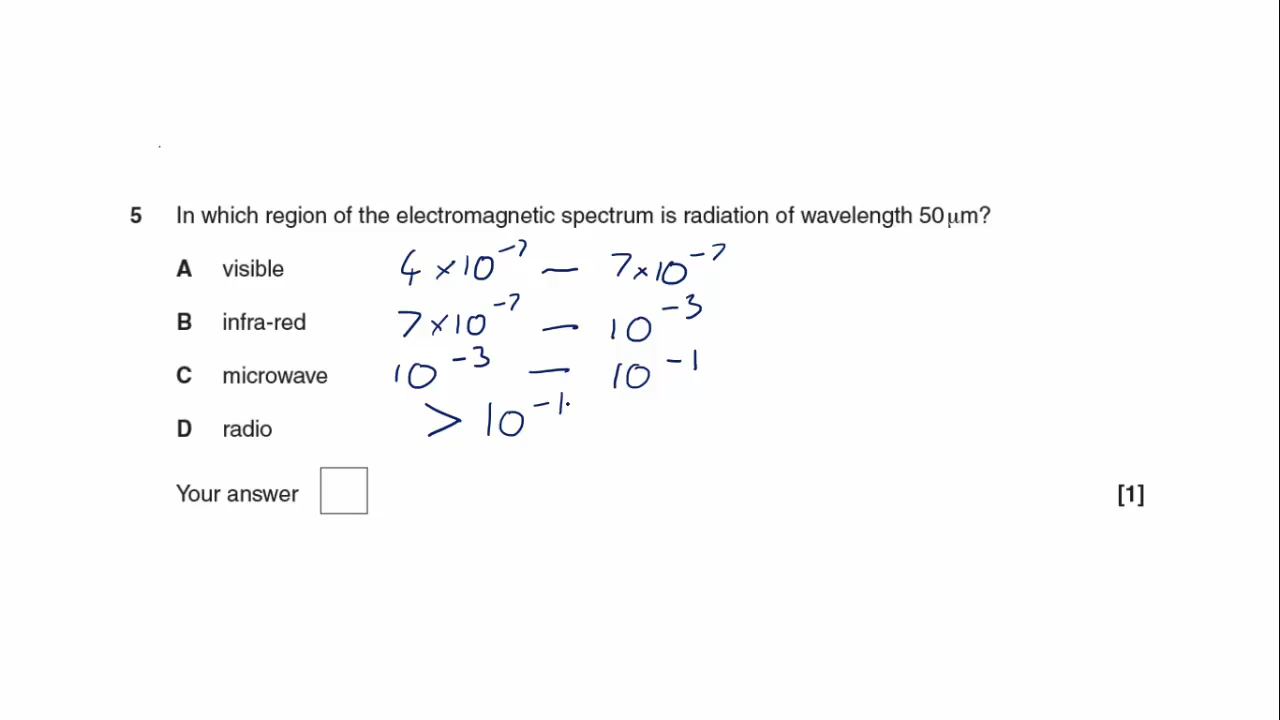 5 In which region of the electromagnetic spectrum is radiation of wavelength 50 μm?
A visible 4 × 10⁻⁷ — 7 × 10⁻⁷
B infra-red 7 × 10⁻⁷ — 10⁻³
C microwave 10⁻³ — 10⁻¹
D radio > 10⁻¹
Your answer [1]